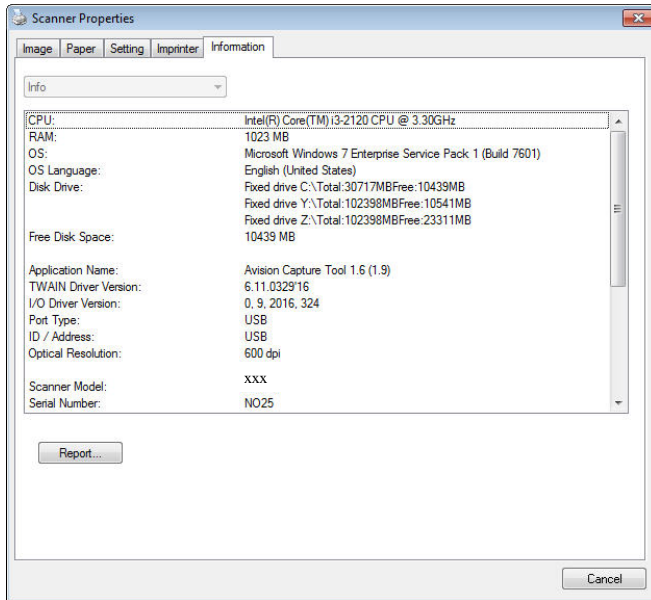 Scanner Properties
Image Paper Setting Imprinter Information
Info
CPU: Intel(R) Core(TM) i3-2120 CPU @ 3.30GHz
RAM: 1023 MB
OS: Microsoft Windows 7 Enterprise Service Pack 1 (Build 7601)
OS Language: English (United States)
Disk Drive: Fixed drive C:\Total:30717MBFree:10439MB
Fixed drive Y:\Total:102398MBFree:10541MB
Fixed drive Z:\Total:102398MBFree:23311MB
Free Disk Space: 10439 MB
Application Name: Avision Capture Tool 1.6 (1.9)
TWAIN Driver Version: 6.11.0329'16
I/O Driver Version: 0, 9, 2016, 324
Port Type: USB
ID / Address: USB
Optical Resolution: 600 dpi
Scanner Model: xxx
Serial Number: NO25
Report...
Cancel